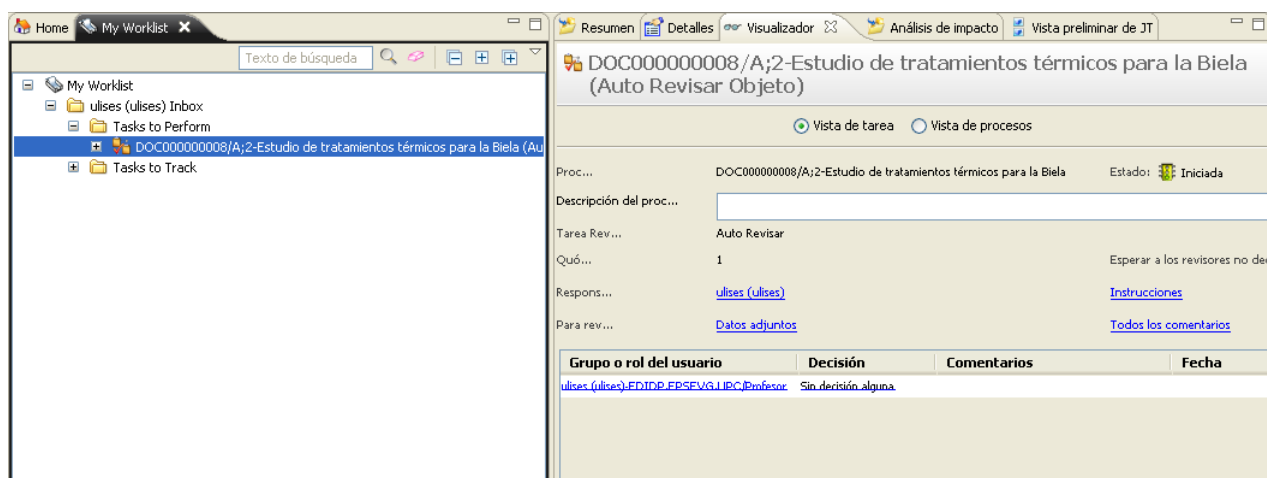 Home
My Worklist
Texto de búsqueda
My Worklist
ulises (ulises) Inbox
Tasks to Perform
DOC000000008/A;2-Estudio de tratamientos térmicos para la Biela (Au
Tasks to Track
Resumen
Detalles
Visualizador
Análisis de impacto
Vista preliminar de JT
DOC000000008/A;2-Estudio de tratamientos térmicos para la Biela
(Auto Revisar Objeto)
Vista de tarea
Vista de procesos
Proc... DOC000000008/A;2-Estudio de tratamientos térmicos para la Biela Estado: Iniciada
Descripción del proc...
Tarea Rev... Auto Revisar
Quó... 1 Esperar a los revisores no de
Respons... ulises (ulises) Instrucciones
Para rev... Datos adjuntos Todos los comentarios
Grupo o rol del usuario Decisión Comentarios Fecha
ulises (ulises)-EDIDP.EPSEVG.UPC/Profesor Sin decisión alguna